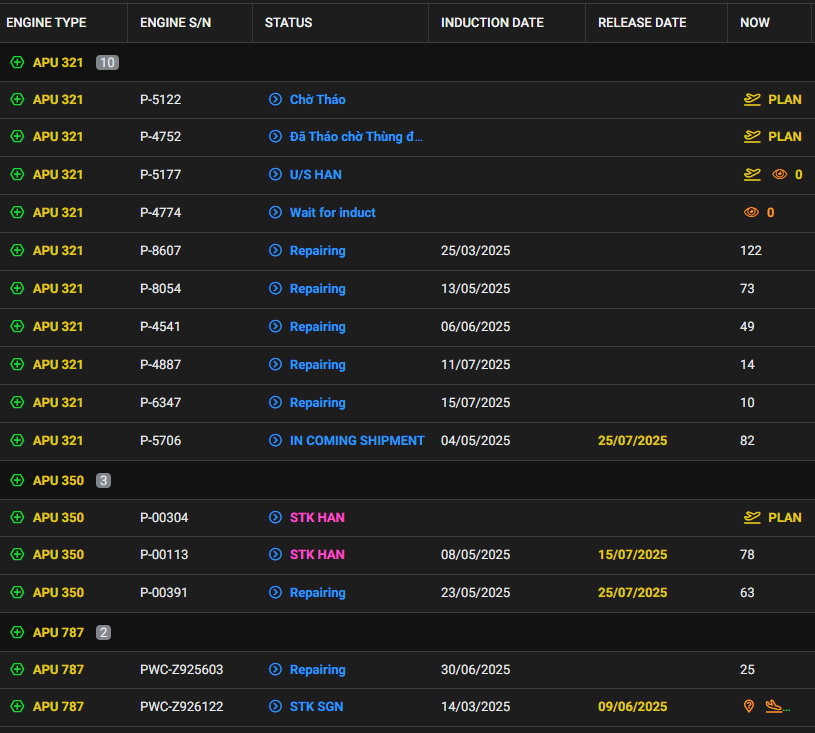 ENGINE TYPE ENGINE S/N STATUS INDUCTION DATE RELEASE DATE NOW
APU 321 10
APU 321 P-5122 Chờ Tháo PLAN
APU 321 P-4752 Đã Tháo chờ Thùng đ... PLAN
APU 321 P-5177 U/S HAN 0
APU 321 P-4774 Wait for induct 0
APU 321 P-8607 Repairing 25/03/2025 122
APU 321 P-8054 Repairing 13/05/2025 73
APU 321 P-4541 Repairing 06/06/2025 49
APU 321 P-4887 Repairing 11/07/2025 14
APU 321 P-6347 Repairing 15/07/2025 10
APU 321 P-5706 IN COMING SHIPMENT 04/05/2025 25/07/2025 82
APU 350 3
APU 350 P-00304 STK HAN PLAN
APU 350 P-00113 STK HAN 08/05/2025 15/07/2025 78
APU 350 P-00391 Repairing 23/05/2025 25/07/2025 63
APU 787 2
APU 787 PWC-Z925603 Repairing 30/06/2025 25
APU 787 PWC-Z926122 STK SGN 14/03/2025 09/06/2025 ...